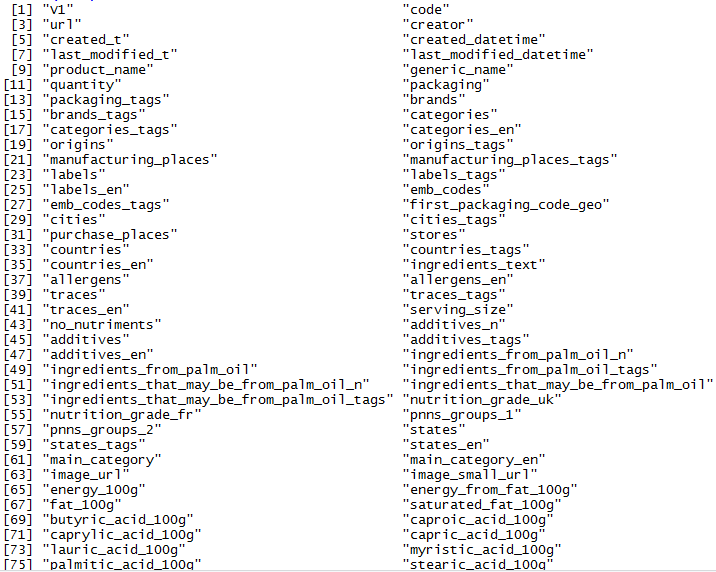 [1] "v1" "code"
[3] "url" "creator"
[5] "created_t" "created_datetime"
[7] "last_modified_t" "last_modified_datetime"
[9] "product_name" "generic_name"
[11] "quantity" "packaging"
[13] "packaging_tags" "brands"
[15] "brands_tags" "categories"
[17] "categories_tags" "categories_en"
[19] "origins" "origins_tags"
[21] "manufacturing_places" "manufacturing_places_tags"
[23] "labels" "labels_tags"
[25] "labels_en" "emb_codes"
[27] "emb_codes_tags" "first_packaging_code_geo"
[29] "cities" "cities_tags"
[31] "purchase_places" "stores"
[33] "countries" "countries_tags"
[35] "countries_en" "ingredients_text"
[37] "allergens" "allergens_en"
[39] "traces" "traces_tags"
[41] "traces_en" "serving_size"
[43] "no_nutriments" "additives_n"
[45] "additives" "additives_tags"
[47] "additives_en" "ingredients_from_palm_oil_n"
[49] "ingredients_from_palm_oil" "ingredients_from_palm_oil_tags"
[51] "ingredients_that_may_be_from_palm_oil_n" "ingredients_that_may_be_from_palm_oil"
[53] "ingredients_that_may_be_from_palm_oil_tags" "nutrition_grade_uk"
[55] "nutrition_grade_fr" "pnns_groups_1"
[57] "pnns_groups_2" "states"
[59] "states_tags" "states_en"
[61] "main_category" "main_category_en"
[63] "image_url" "image_small_url"
[65] "energy_100g" "energy_from_fat_100g"
[67] "fat_100g" "saturated_fat_100g"
[69] "butyric_acid_100g" "caproic_acid_100g"
[71] "caprylic_acid_100g" "capric_acid_100g"
[73] "lauric_acid_100g" "myristic_acid_100g"
[75] "palmitic_acid_100g" "stearic_acid_100g"